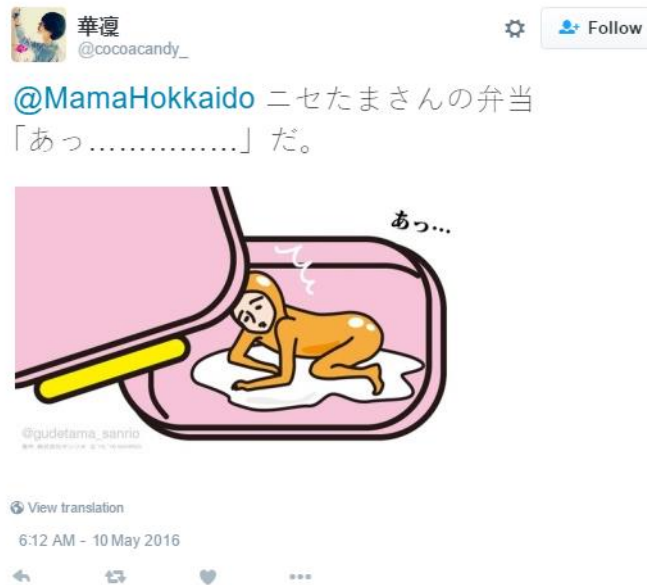 華凜
@cocoacandy_
Follow
@MamaHokkaido ニセたまさんの弁当
「あっ……………」だ。
あっ…
@gudetama_sanrio
View translation
6:12 AM - 10 May 2016